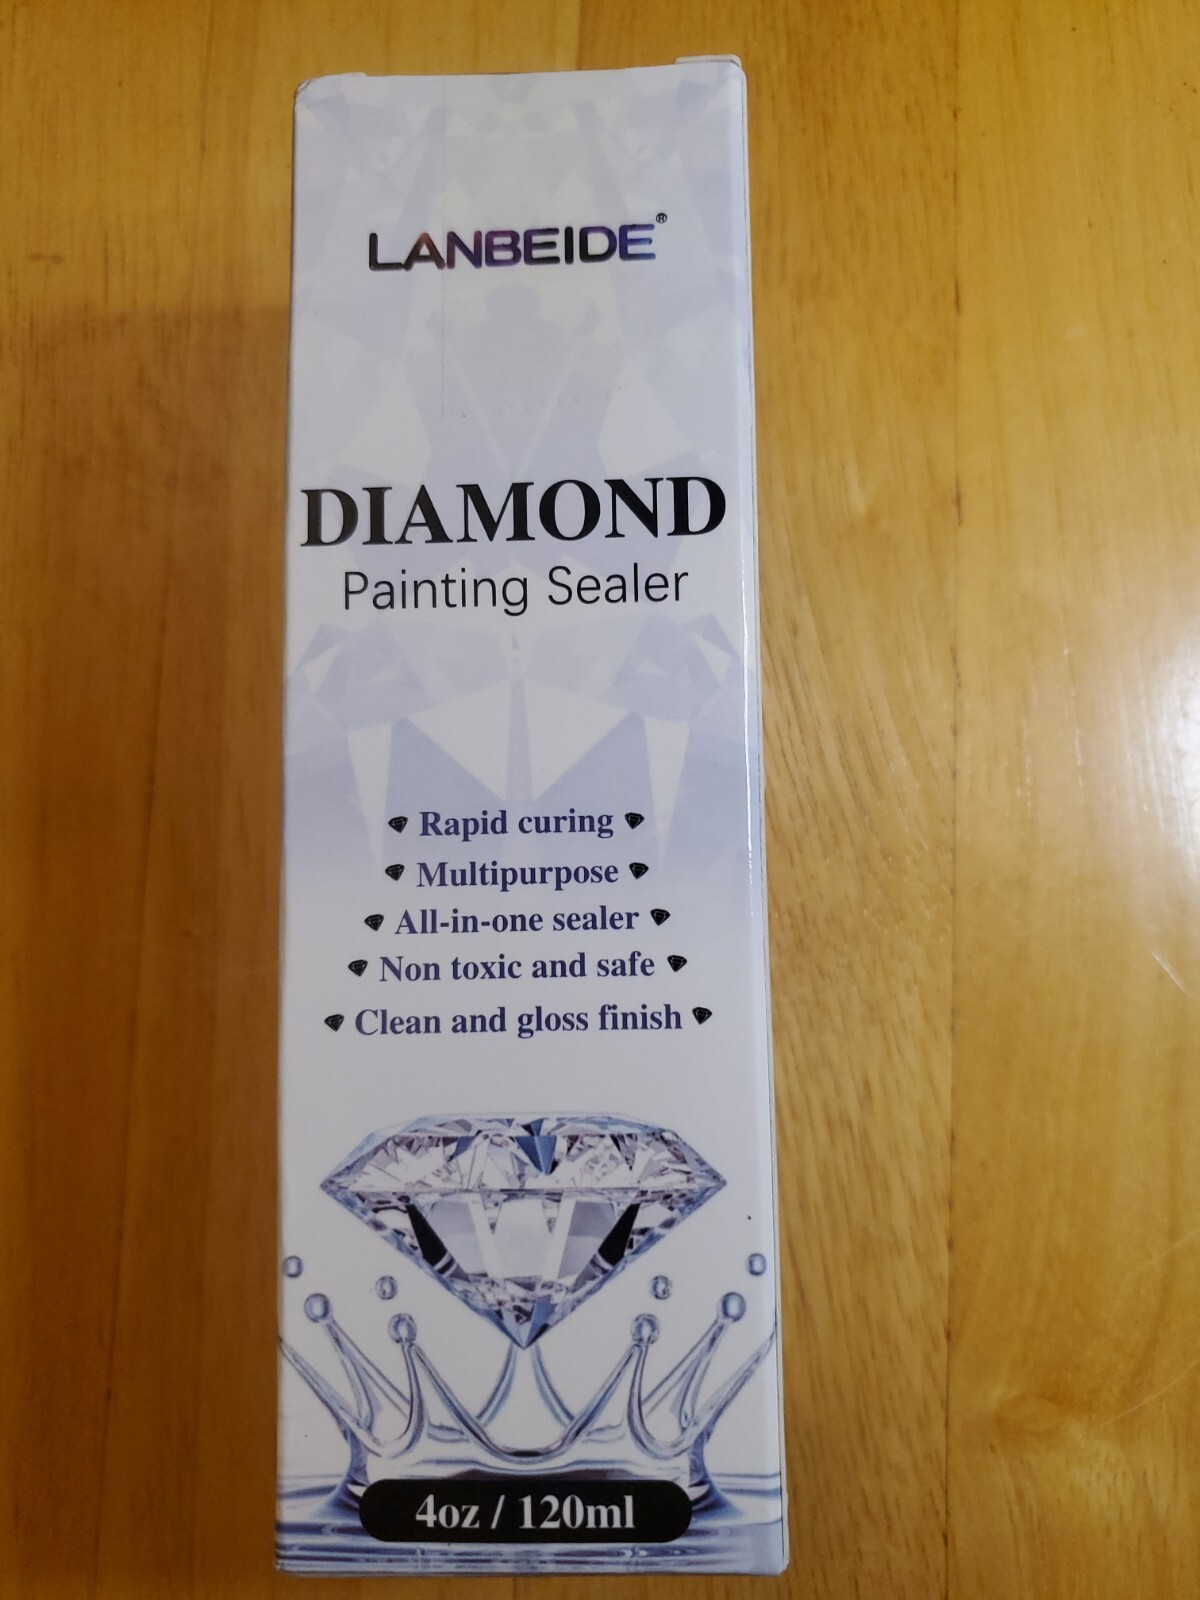 LANBEIDE®
DIAMOND
Painting Sealer
Rapid curing
Multipurpose
All-in-one sealer
Non toxic and safe
Clean and gloss finish
4oz / 120ml